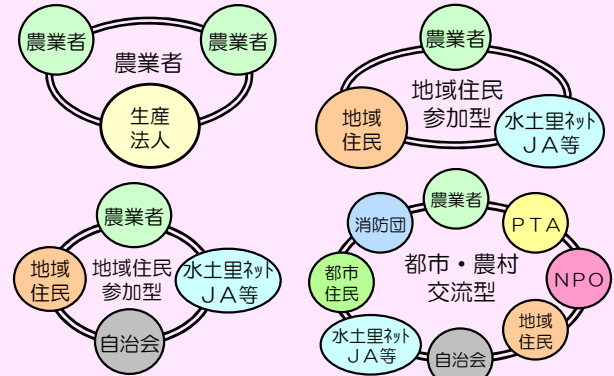 農業者
農業者
農業者
生産
法人
農業者
地域住民
参加型
地域
住民
水土里ネット
ＪＡ等
農業者
地域
住民
地域住民
参加型
水土里ネット
ＪＡ等
自治会
農業者
消防団
ＰＴＡ
都市
住民
都市・農村
交流型
ＮＰＯ
地域
住民
水土里ネット
ＪＡ等
自治会